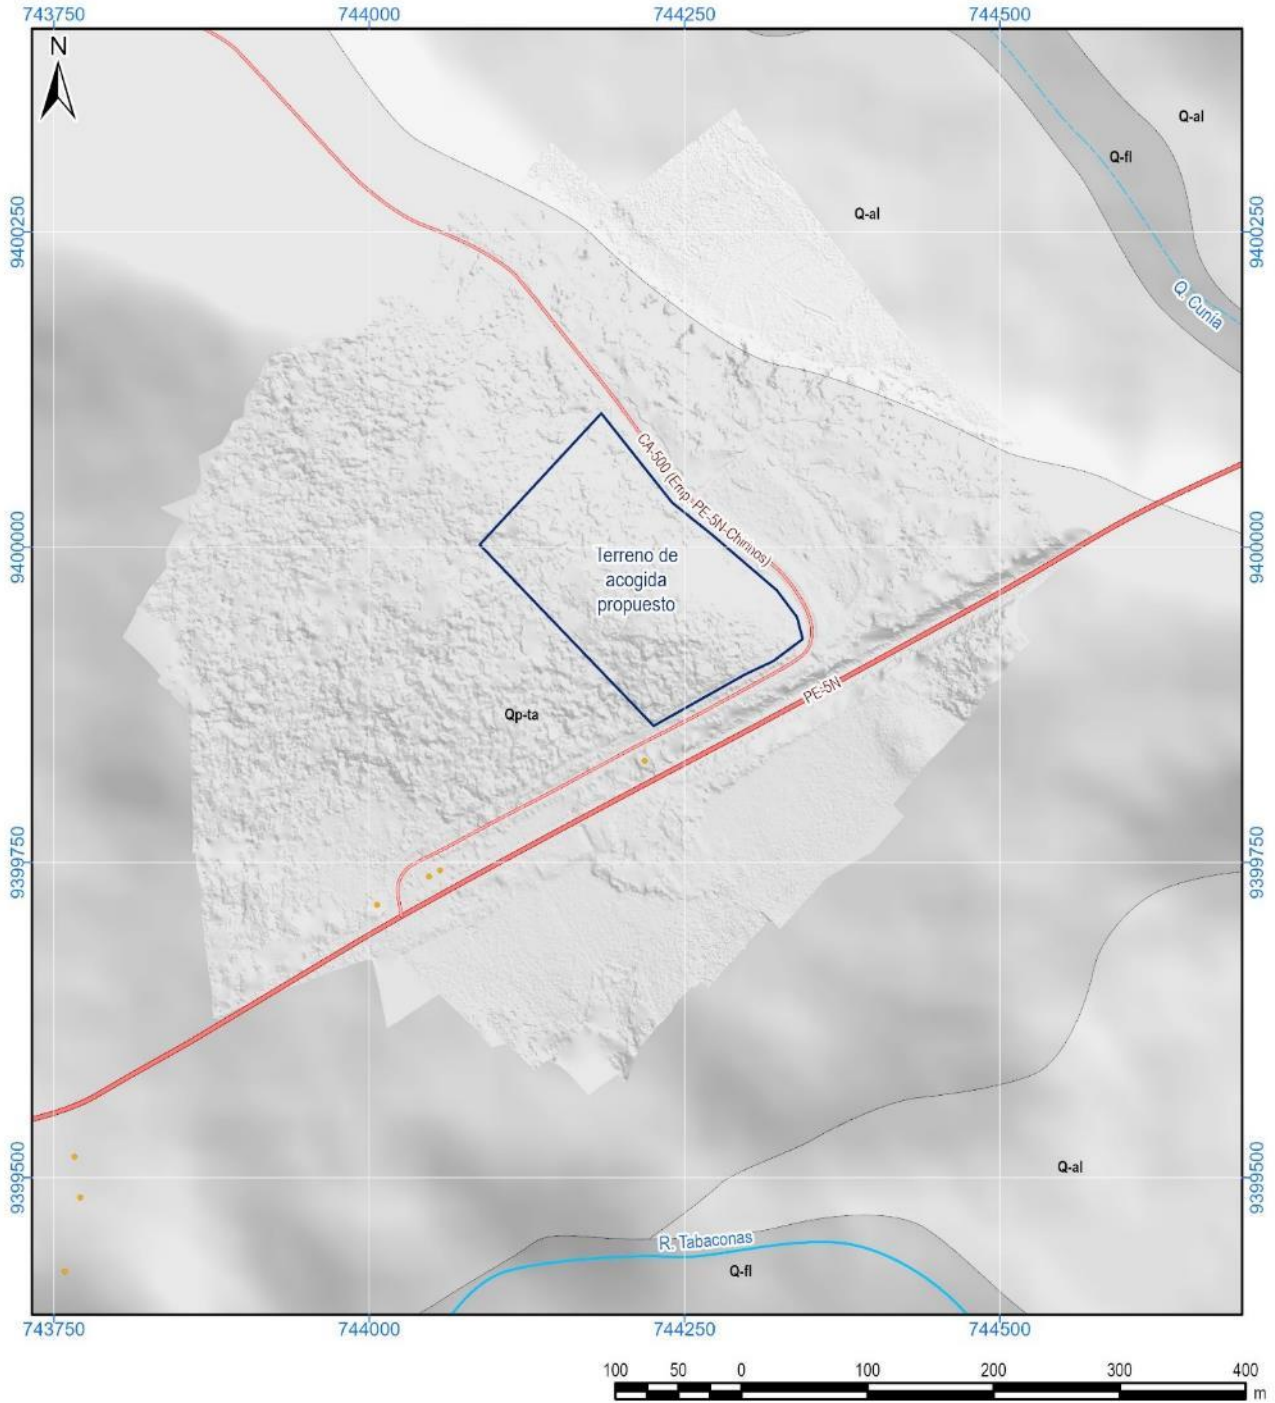 743750 744000 744250 744500
N
Q-al
Q-fl
Q-al
9400250
9400250
Q. Cunía
CA-500 (Emp. PE-5N-Chirinos)
9400000
9400000
Terreno de
acogida
propuesto
PE-5N
Qp-ta
9399750
9399750
9399500
9399500
Q-al
R. Tabaconas
Q-fl
743750 744000 744250 744500
100 50 0 100 200 300 400
m